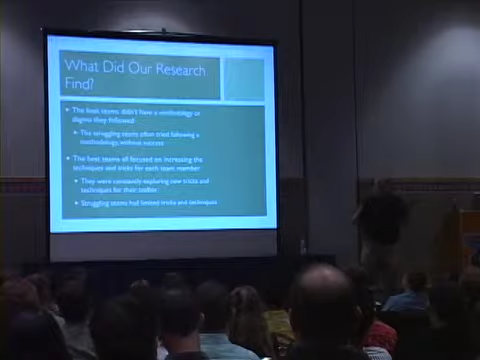 What Did Our Research
Find?
The best teams didn't have a methodology or
dogma they followed
The struggling teams often tried following a
methodology, without success
The best teams all focused on increasing the
techniques and tricks for each team member
They were constantly exploring new tricks and
techniques for their toolbox
Struggling teams had limited tricks and techniques